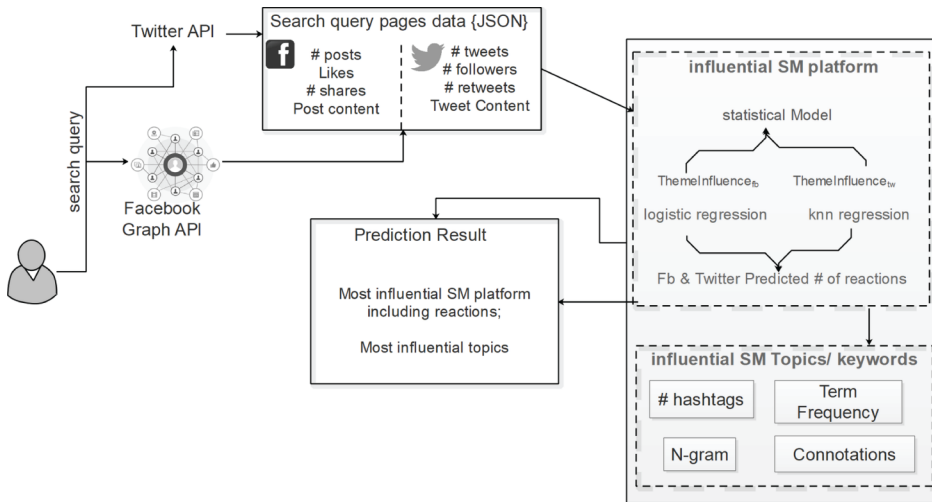 Twitter API
search query
Facebook
Graph API
Search query pages data {JSON}
# posts
Likes
# shares
Post content
# tweets
# followers
# retweets
Tweet Content
influential SM platform
statistical Model
ThemeInfluencefb
ThemeInfluencetw
logistic regression
knn regression
Fb & Twitter Predicted # of reactions
Prediction Result
Most influential SM platform
including reactions;
Most influential topics
influential SM Topics/ keywords
# hashtags
Term
Frequency
N-gram
Connotations